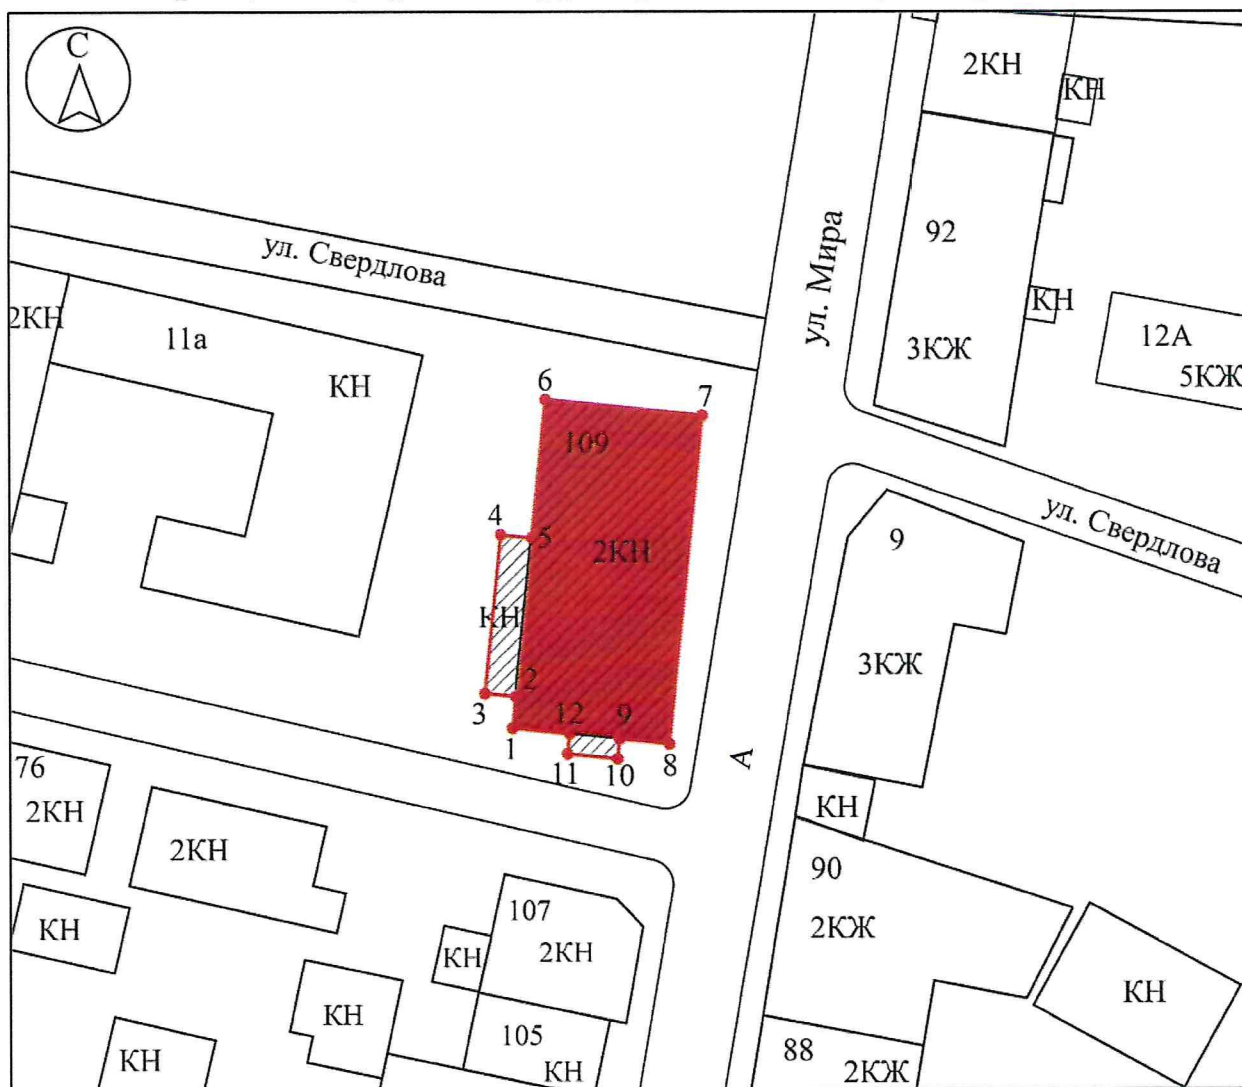 С
2КН
КН
ул. Свердлова
ул. Мира
92
2КН
11а
КН
КН
3КЖ
12А
5КЖ
6
7
109
4
5
2КН
ул. Свердлова
9
КН
3КЖ
2
3
12
9
1
8
11
10
А
76
2КН
2КН
КН
90
107
2КЖ
КН
2КН
КН
КН
КН
105
КН
КН
88
2КЖ